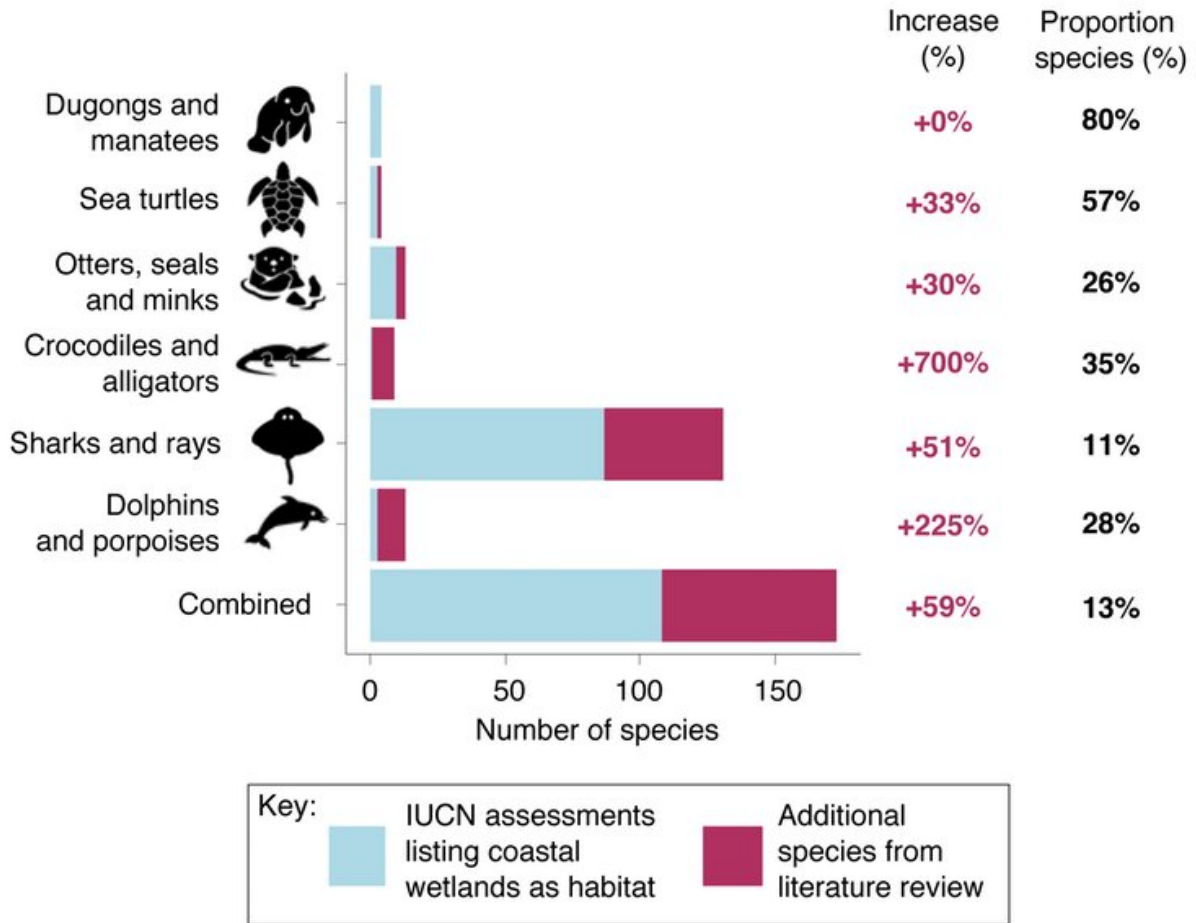 Increase
(%)
Proportion
species (%)
Dugongs and
manatees
+0%
80%
Sea turtles
+33%
57%
Otters, seals
and minks
+30%
26%
Crocodiles and
alligators
+700%
35%
Sharks and rays
+51%
11%
Dolphins
and porpoises
+225%
28%
Combined
+59%
13%
0
50
100
150
Number of species
Key:
IUCN assessments
listing coastal
wetlands as habitat
Additional
species from
literature review